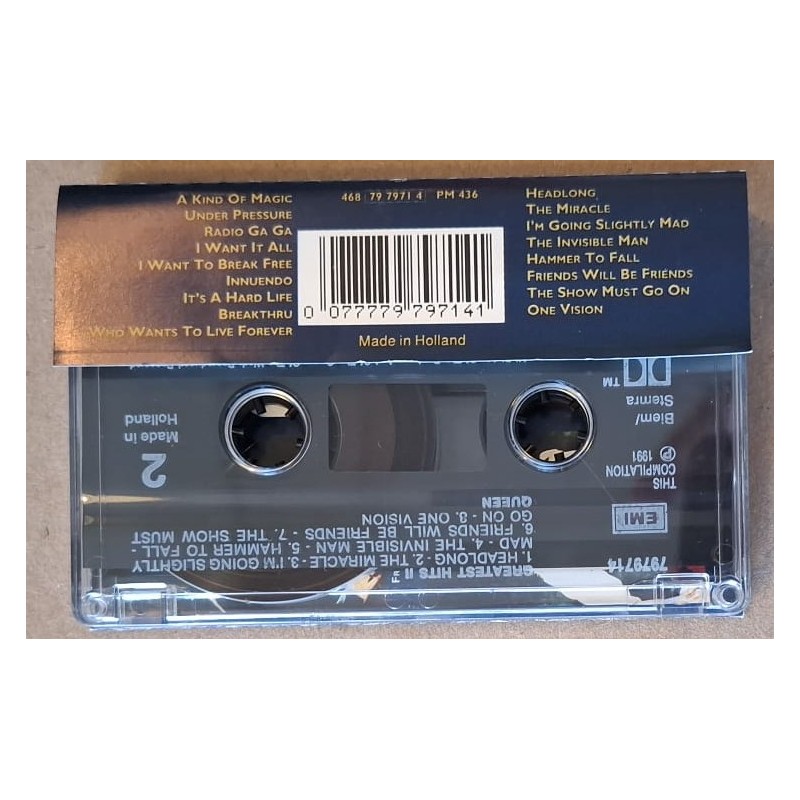 A KIND OF MAGIC
UNDER PRESSURE
RADIO GA GA
I WANT IT ALL
I WANT TO BREAK FREE
INNUENDO
IT'S A HARD LIFE
BREAKTHRU
WHO WANTS TO LIVE FOREVER
468 79 7971 4 PM 436
0 077779 797141
Made in Holland
HEADLONG
THE MIRACLE
I'M GOING SLIGHTLY MAD
THE INVISIBLE MAN
HAMMER TO FALL
FRIENDS WILL BE FRIENDS
THE SHOW MUST GO ON
ONE VISION
7979714
GREATEST HITS II
1. HEADLONG - 2. THE MIRACLE - 3. I'M GOING SLIGHTLY
MAD - 4. THE INVISIBLE MAN - 5. HAMMER TO FALL -
6. FRIENDS WILL BE FRIENDS - 7. THE SHOW MUST
GO ON - 8. ONE VISION
QUEEN
EMI
THIS
COMPILATION
℗ 1991
2
Made in
Holland
Biem/
Stemra
TM